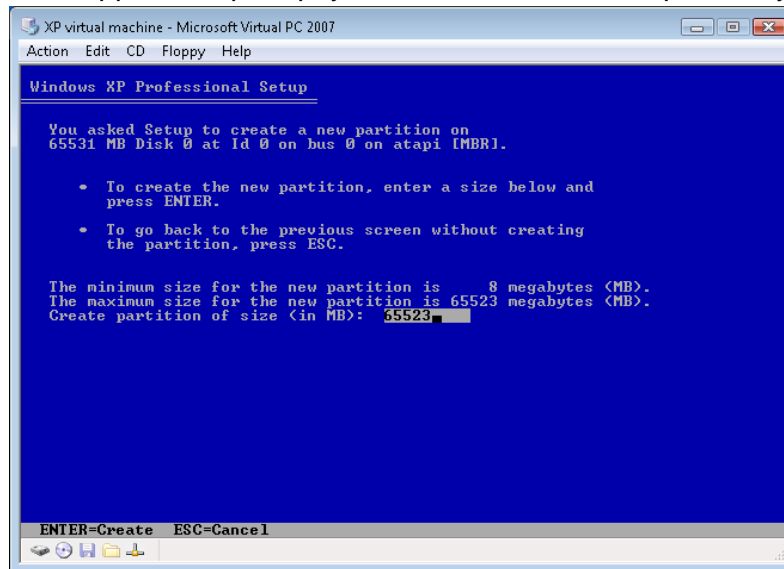 XP virtual machine - Microsoft Virtual PC 2007
Action Edit CD Floppy Help
Windows XP Professional Setup
You asked Setup to create a new partition on
65531 MB Disk 0 at Id 0 on bus 0 on atapi [MBR].
• To create the new partition, enter a size below and
press ENTER.
• To go back to the previous screen without creating
the partition, press ESC.
The minimum size for the new partition is 8 megabytes (MB).
The maximum size for the new partition is 65523 megabytes (MB).
Create partition of size (in MB): 65523
ENTER=Create ESC=Cancel